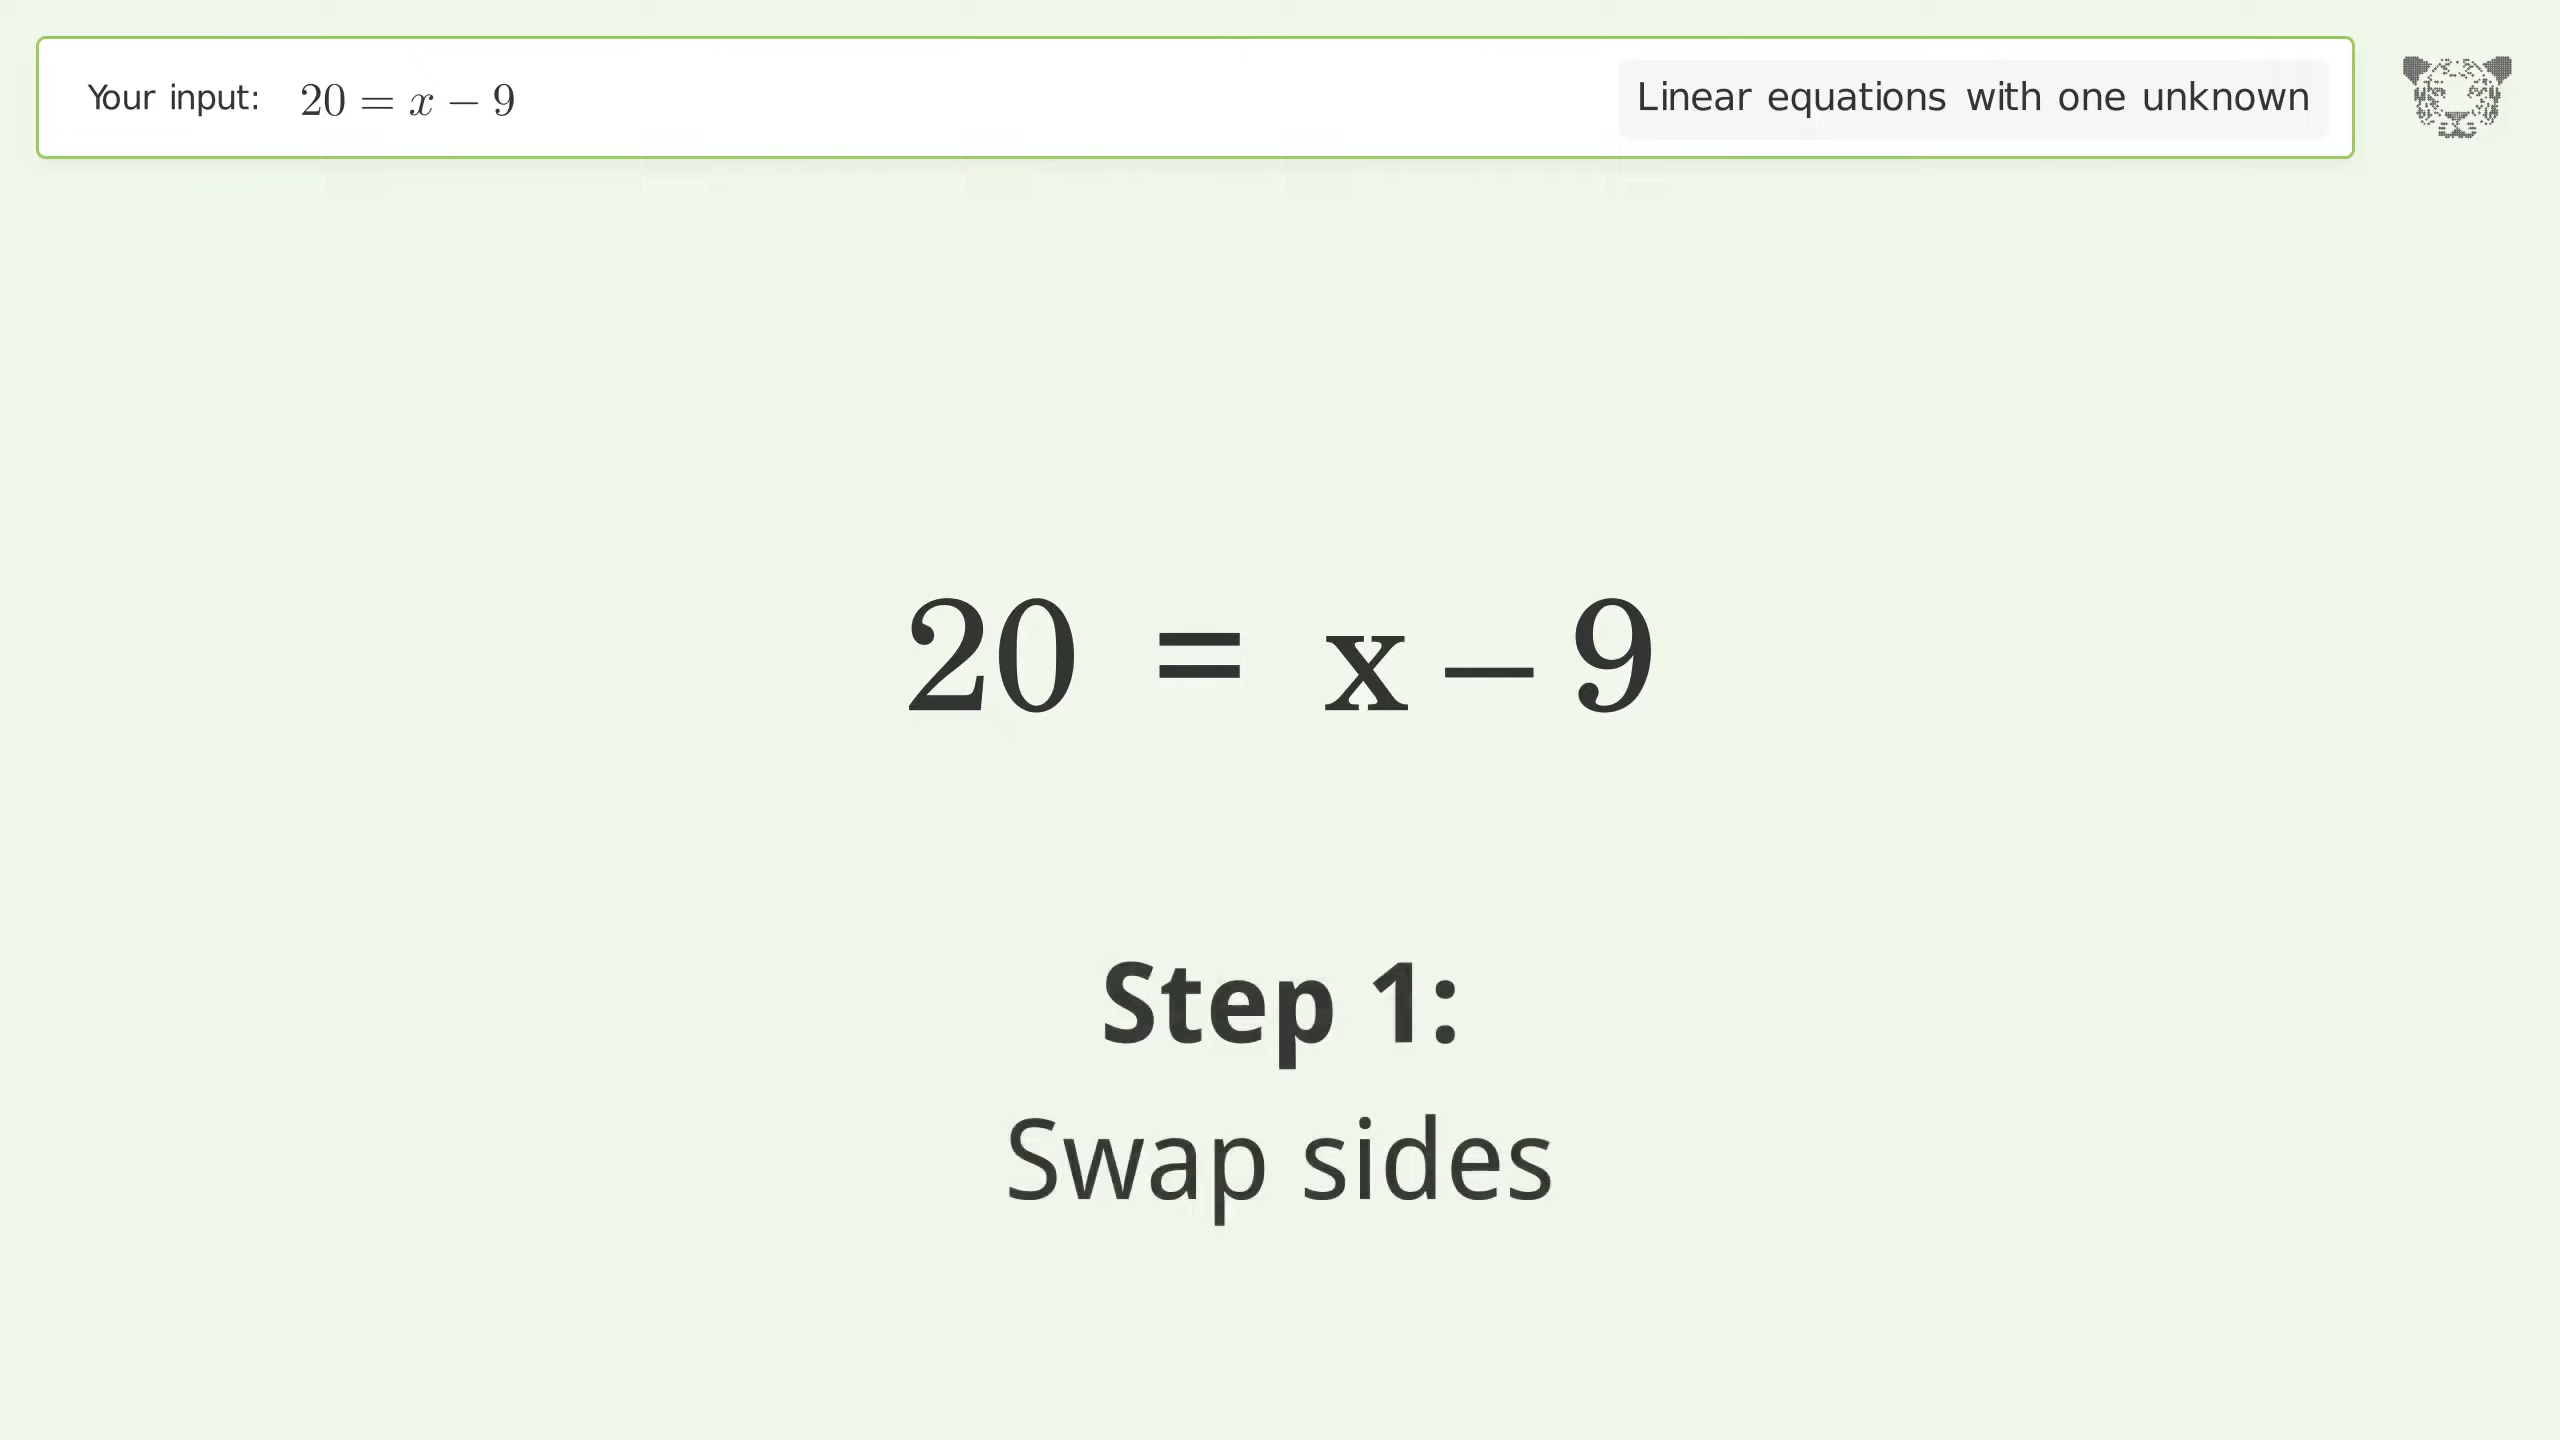 Your input: 20 = x − 9
Linear equations with one unknown
20 = x – 9
Step 1:
Swap sides